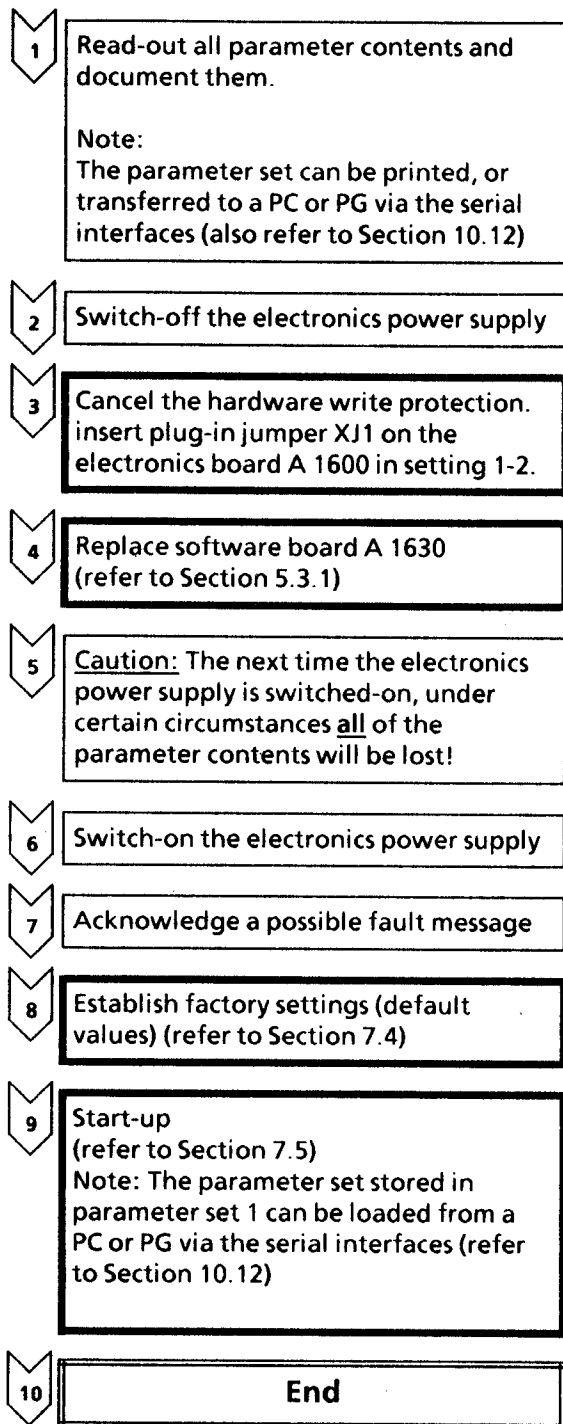 1 Read-out all parameter contents and
document them.
Note:
The parameter set can be printed, or
transferred to a PC or PG via the serial
interfaces (also refer to Section 10.12)
2 Switch-off the electronics power supply
3 Cancel the hardware write protection.
insert plug-in jumper XJ1 on the
electronics board A 1600 in setting 1-2.
4 Replace software board A 1630
(refer to Section 5.3.1)
5 Caution: The next time the electronics
power supply is switched-on, under
certain circumstances all of the
parameter contents will be lost!
6 Switch-on the electronics power supply
7 Acknowledge a possible fault message
8 Establish factory settings (default
values) (refer to Section 7.4)
9 Start-up
(refer to Section 7.5)
Note: The parameter set stored in
parameter set 1 can be loaded from a
PC or PG via the serial interfaces (refer
to Section 10.12)
10 End